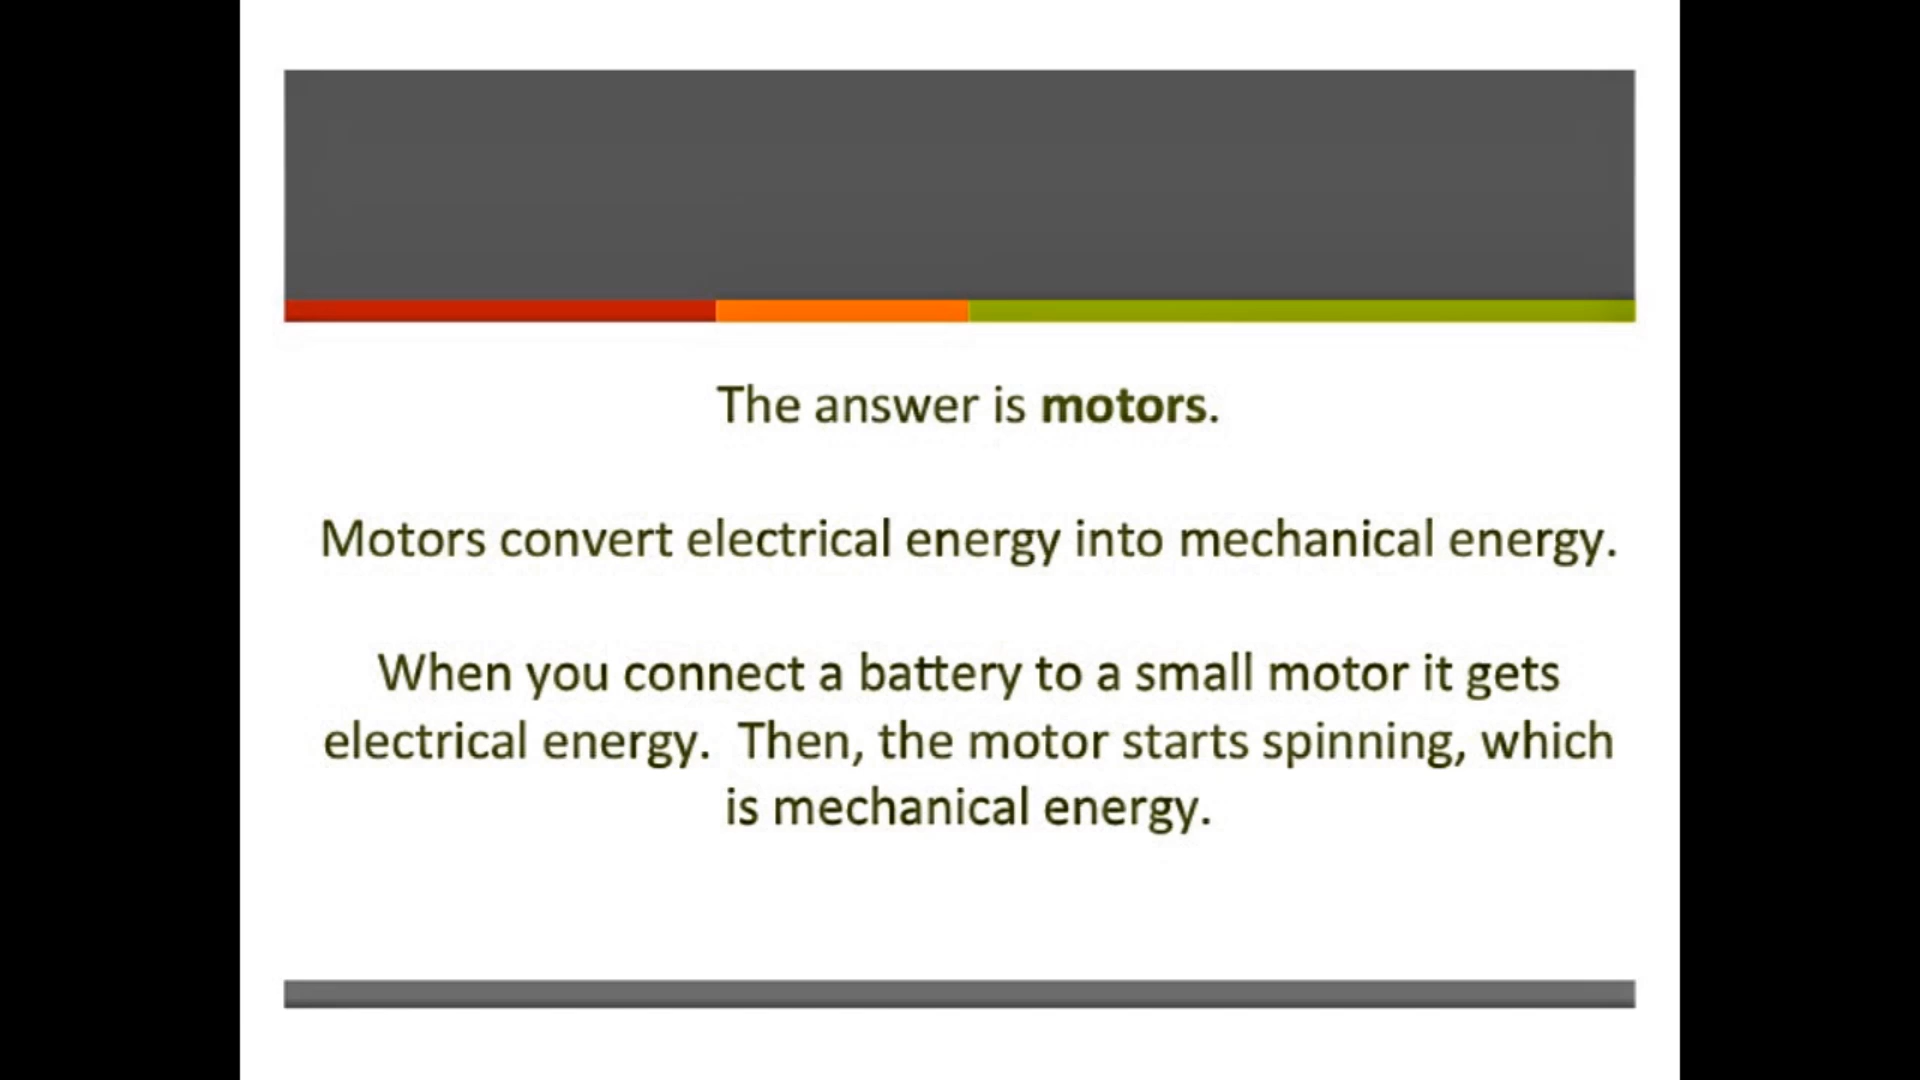 The answer is motors.
Motors convert electrical energy into mechanical energy.
When you connect a battery to a small motor it gets
electrical energy.  Then, the motor starts spinning, which
is mechanical energy.